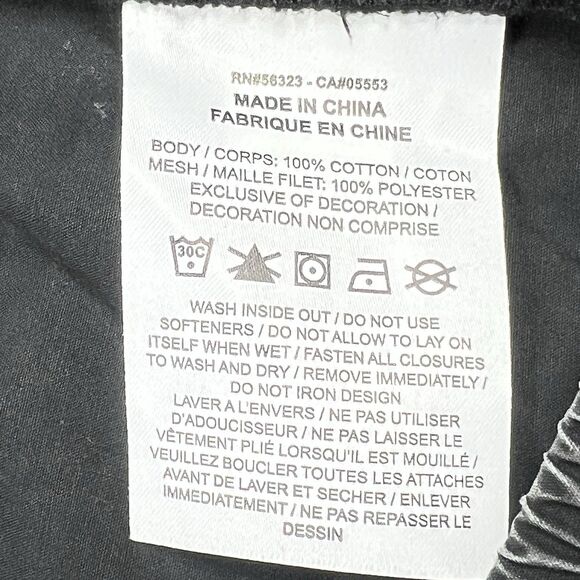 RN#56323 - CA#05553
MADE IN CHINA
FABRIQUE EN CHINE
BODY / CORPS: 100% COTTON / COTON
MESH / MAILLE FILET: 100% POLYESTER
EXCLUSIVE OF DECORATION /
DECORATION NON COMPRISE
30C
WASH INSIDE OUT / DO NOT USE
SOFTENERS / DO NOT ALLOW TO LAY ON
ITSELF WHEN WET / FASTEN ALL CLOSURES
TO WASH AND DRY / REMOVE IMMEDIATELY /
DO NOT IRON DESIGN
LAVER A L'ENVERS / NE PAS UTILISER
D'ADOUCISSEUR / NE PAS LAISSER LE
VÊTEMENT PLIÉ LORSQU'IL EST MOUILLÉ /
VEUILLEZ BOUCLER TOUTES LES ATTACHES
AVANT DE LAVER ET SECHER / ENLEVER
IMMEDIATEMENT / NE PAS REPASSER LE
DESSIN